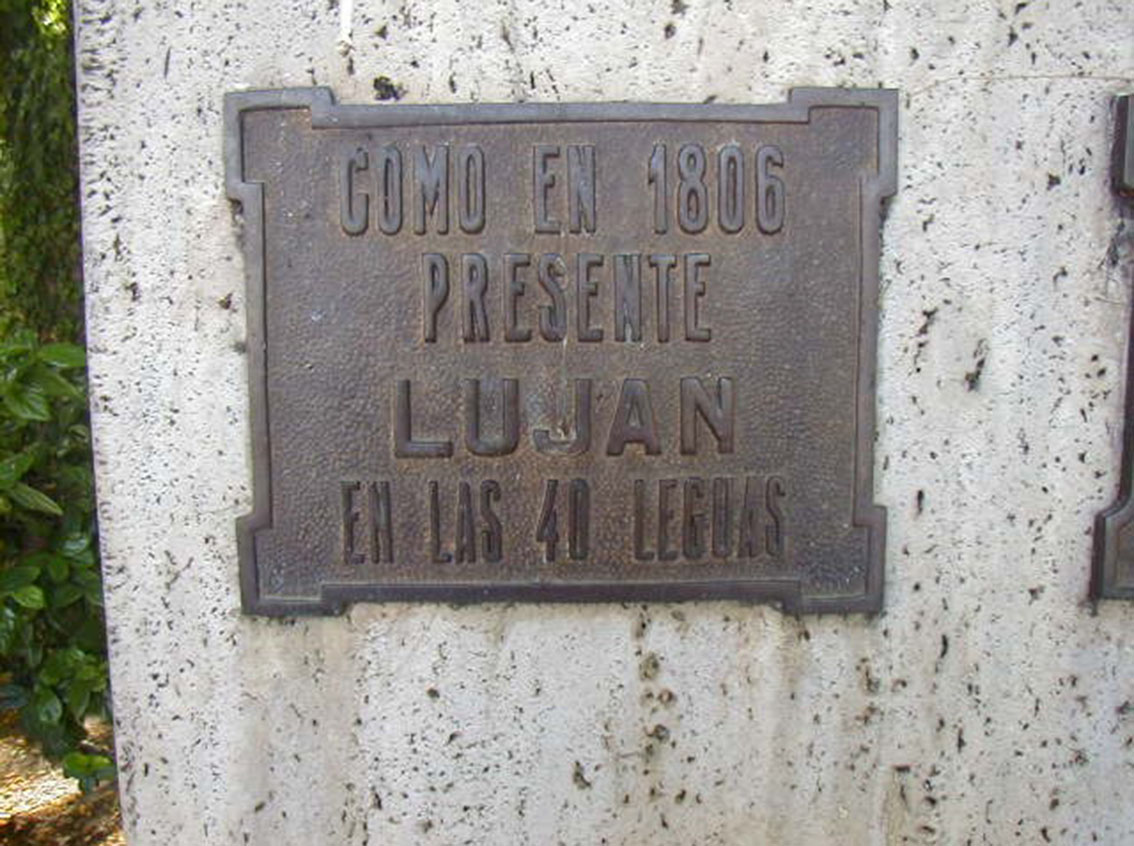 COMO EN 1806
PRESENTE
LUJAN
EN LAS 40 LEGUAS